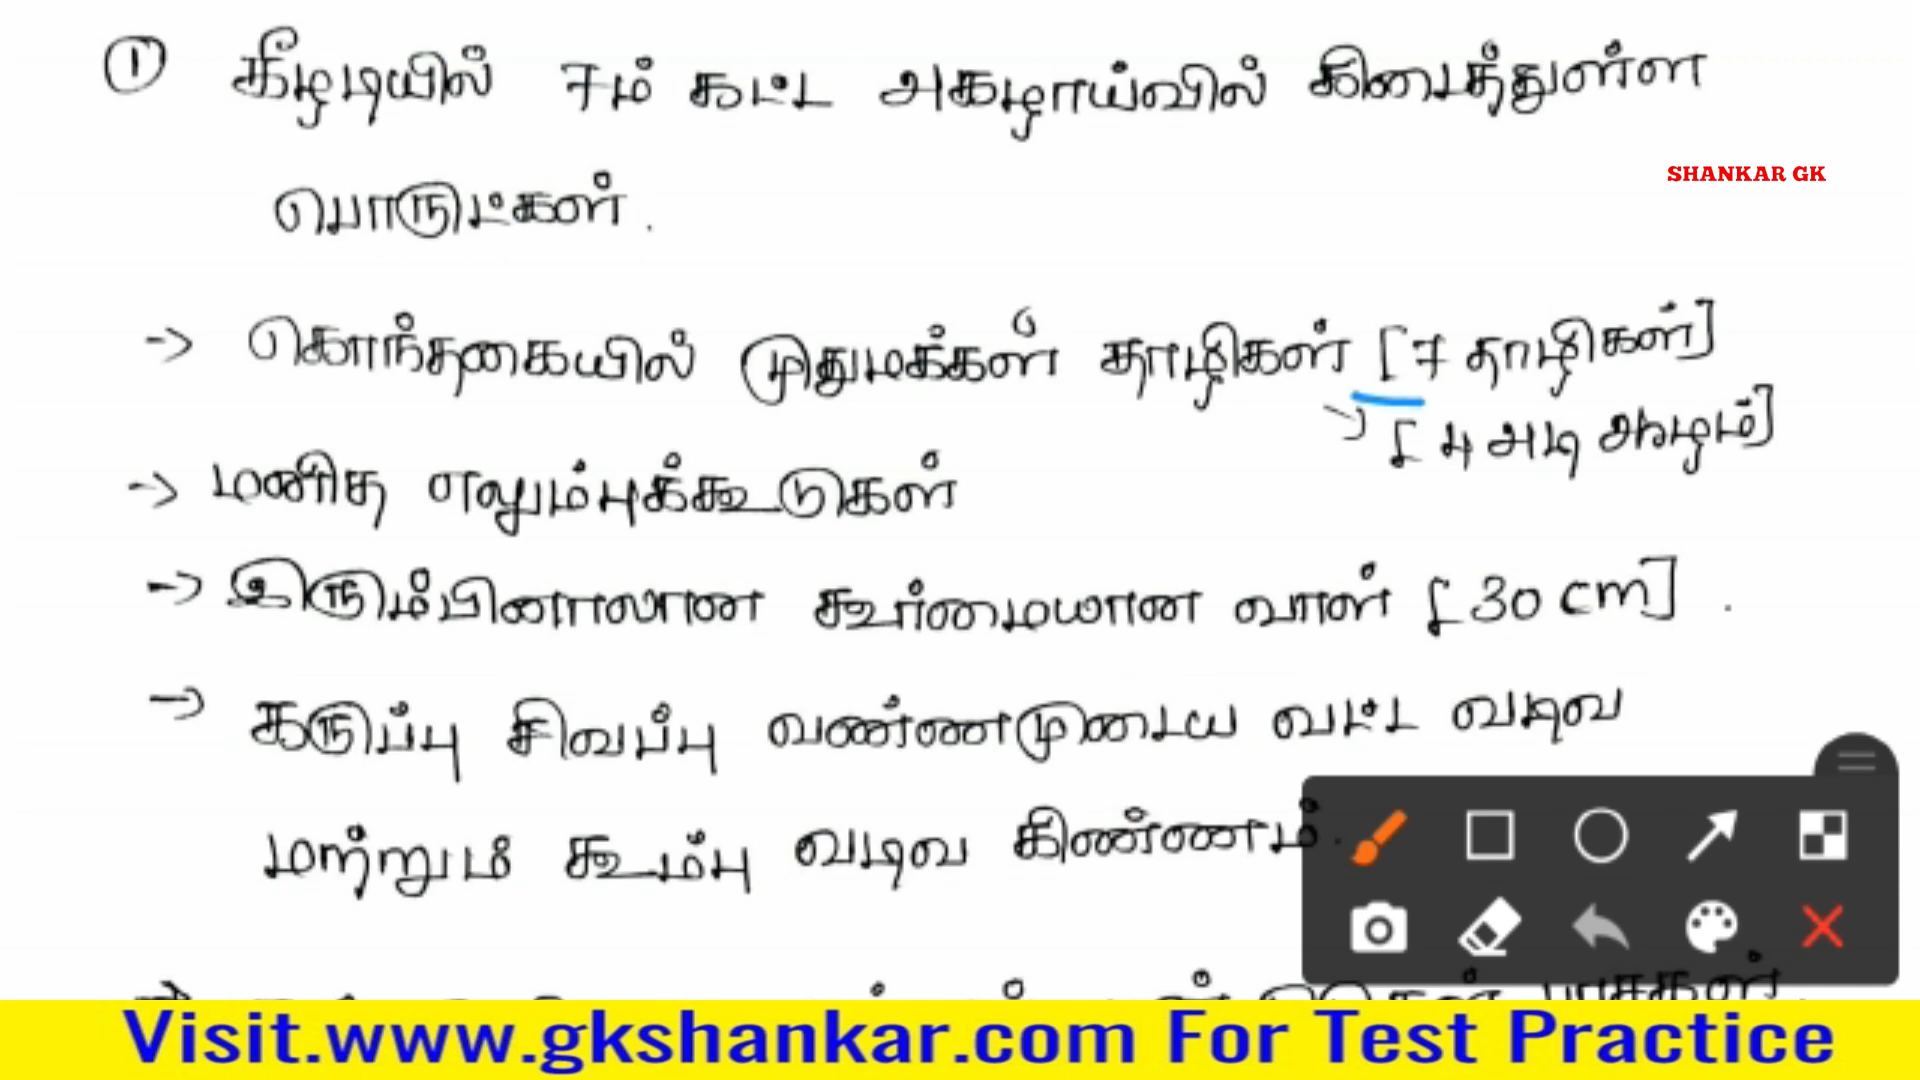 ① கீழடியில் 7ம் கட்ட அகழாய்வில் கிடைத்துள்ள
SHANKAR GK
பொருட்கள்.
-> கொந்தகையில் முதுமக்கள் தாழிகள் [7 தாழிகள்]
-> [4 அடி ஆழம்]
-> மனித எலும்புக்கூடுகள்
-> இரும்பினாலான கூர்மையான வாள் [30 cm].
-> கருப்பு சிவப்பு வண்ணமுடைய வட்ட வடிவ
மற்றும் கூம்பு வடிவ கிண்ணம்.
Visit.www.gkshankar.com For Test Practice